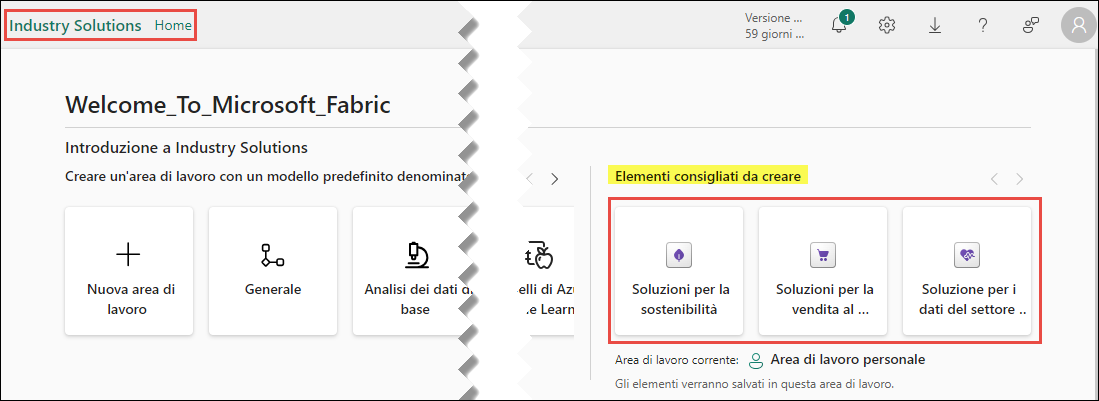 Industry Solutions Home
Versione ...
59 giorni ...
1
Welcome_To_Microsoft_Fabric
Introduzione a Industry Solutions
Creare un'area di lavoro con un modello predefinito denominat
Elementi consigliati da creare
Nuova area di
lavoro
Generale
Analisi dei dati di
base
elli di Azu
e Learn
Soluzioni per la
sostenibilità
Soluzioni per la
vendita al ...
Soluzione per i
dati del settore ..
Area di lavoro corrente: Area di lavoro personale
Gli elementi verranno salvati in questa area di lavoro.